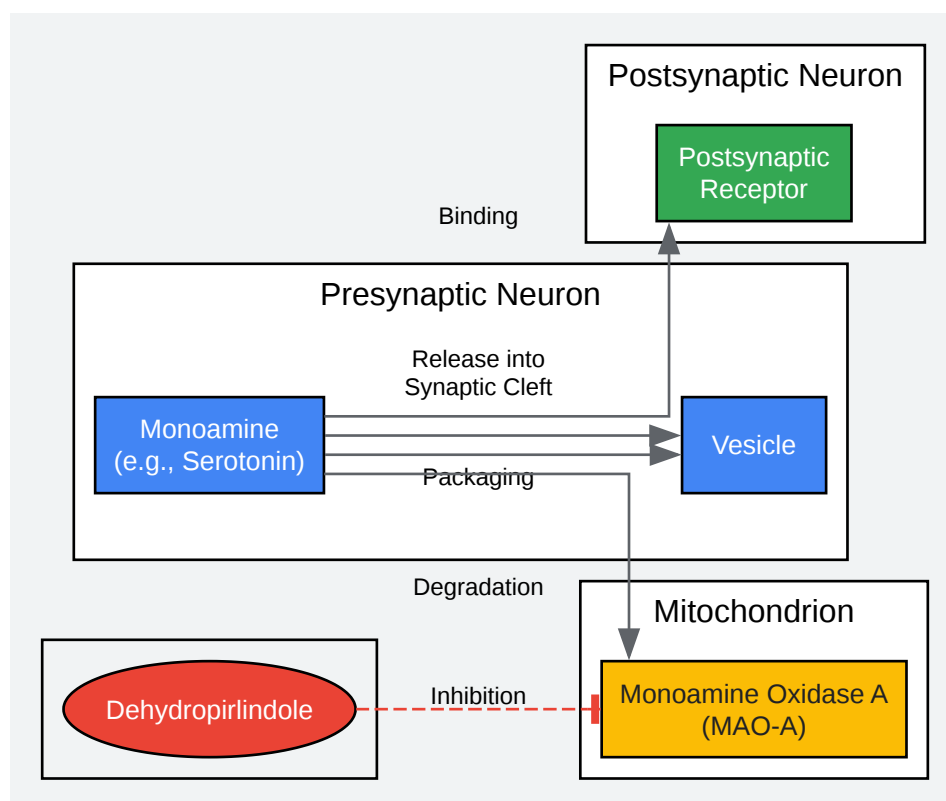 Postsynaptic Neuron
Postsynaptic
Receptor
Binding
Presynaptic Neuron
Release into
Synaptic Cleft
Monoamine
(e.g., Serotonin)
Vesicle
Packaging
Degradation
Mitochondrion
Dehydropirlindole
Inhibition
Monoamine Oxidase A
(MAO-A)